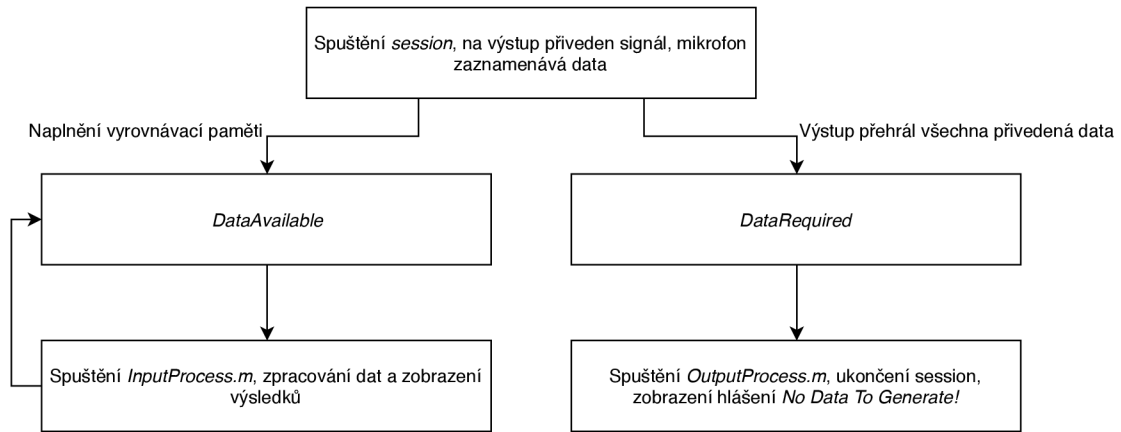 Spuštění session, na výstup přiveden signál, mikrofon
zaznamenává data
Naplnění vyrovnávací paměti
Výstup přehrál všechna přivedená data
DataAvailable
DataRequired
Spuštění InputProcess.m, zpracování dat a zobrazení
výsledků
Spuštění OutputProcess.m, ukončení session,
zobrazení hlášení No Data To Generate!